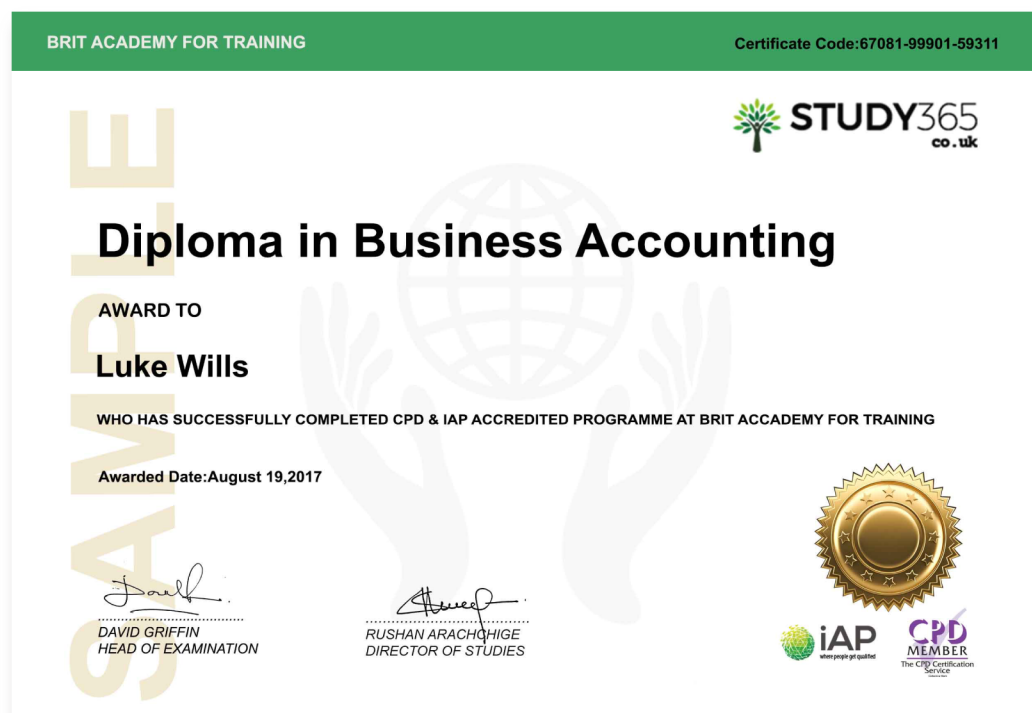 BRIT ACADEMY FOR TRAINING
Certificate Code:67081-99901-59311
STUDY365
co.uk
SAMPLE
Diploma in Business Accounting
AWARD TO
Luke Wills
WHO HAS SUCCESSFULLY COMPLETED CPD & IAP ACCREDITED PROGRAMME AT BRIT ACCADEMY FOR TRAINING
Awarded Date:August 19,2017
DAVID GRIFFIN
HEAD OF EXAMINATION
RUSHAN ARACHCHIGE
DIRECTOR OF STUDIES
iAP
where people get qualified
CPD
MEMBER
The CPD Certification
Service